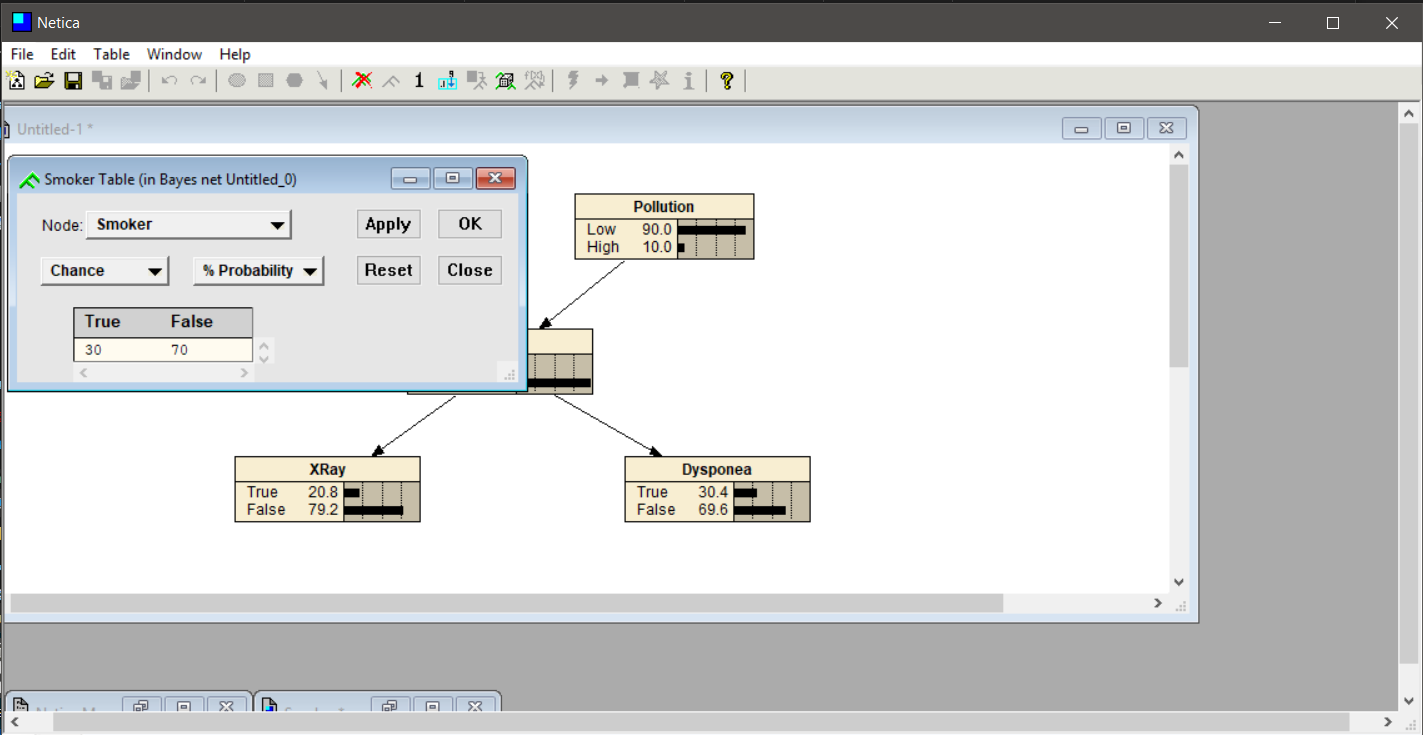 Netica
File Edit Table Window Help
1
Untitled-1 *
Smoker Table (in Bayes net Untitled_0)
Node: Smoker
Apply OK
Chance % Probability
Reset Close
True False
30 70
Pollution
Low 90.0
High 10.0
XRay
True 20.8
False 79.2
Dysponea
True 30.4
False 69.6